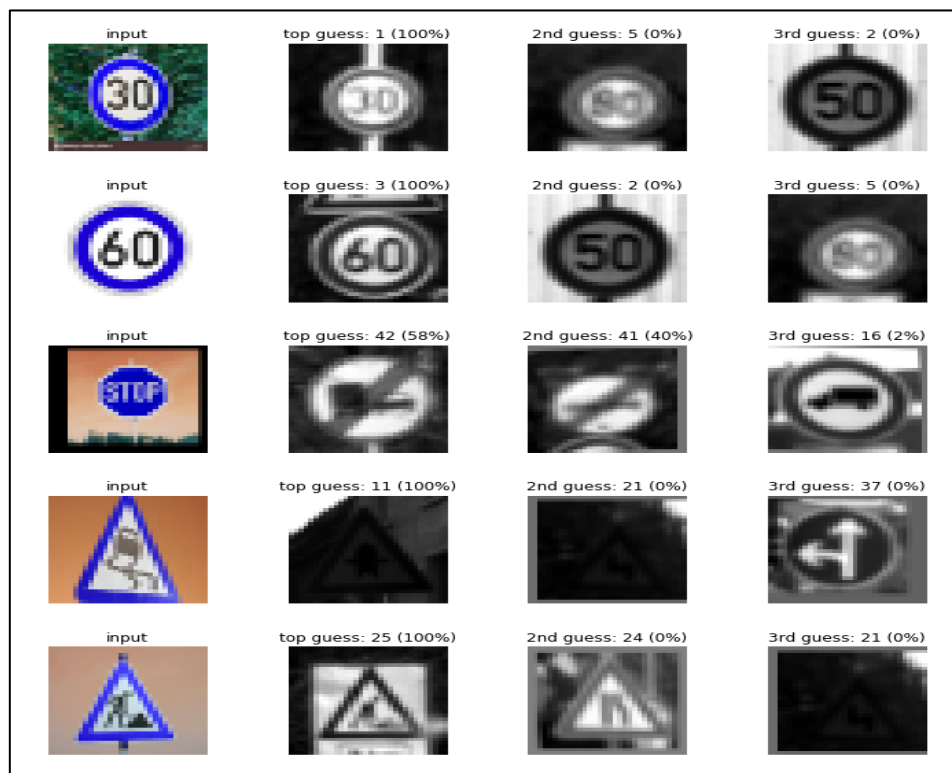 input top guess: 1 (100%) 2nd guess: 5 (0%) 3rd guess: 2 (0%)
30 30 80 50
input top guess: 3 (100%) 2nd guess: 2 (0%) 3rd guess: 5 (0%)
60 60 50 80
input top guess: 42 (58%) 2nd guess: 41 (40%) 3rd guess: 16 (2%)
STOP
input top guess: 11 (100%) 2nd guess: 21 (0%) 3rd guess: 37 (0%)
input top guess: 25 (100%) 2nd guess: 24 (0%) 3rd guess: 21 (0%)